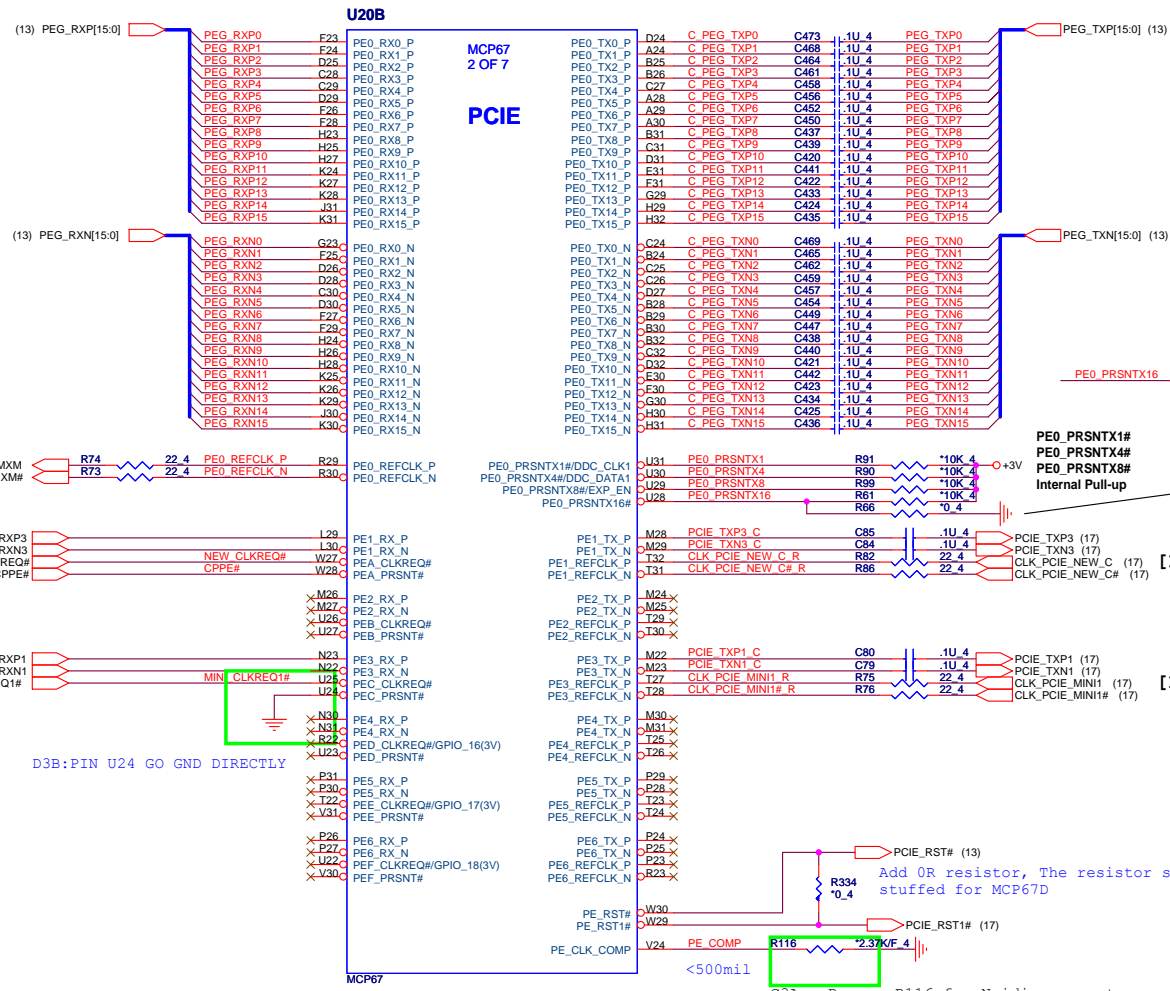 U20B
MCP67
2 OF 7
PCIE
(13) PEG_RXP[15:0]
PEG_RXP0 F23 PE0_RX0_P PE0_TX0_P D24 C_PEG_TXP0 C473 .1U_4 PEG_TXP0
PEG_TXP[15:0] (13)
PEG_RXP1 F24 PE0_RX1_P PE0_TX1_P A24 C_PEG_TXP1 C468 .1U_4 PEG_TXP1
PEG_RXP2 D25 PE0_RX2_P PE0_TX2_P B25 C_PEG_TXP2 C464 .1U_4 PEG_TXP2
PEG_RXP3 C28 PE0_RX3_P PE0_TX3_P B26 C_PEG_TXP3 C461 .1U_4 PEG_TXP3
PEG_RXP4 C29 PE0_RX4_P PE0_TX4_P C27 C_PEG_TXP4 C458 .1U_4 PEG_TXP4
PEG_RXP5 D29 PE0_RX5_P PE0_TX5_P A28 C_PEG_TXP5 C456 .1U_4 PEG_TXP5
PEG_RXP6 F26 PE0_RX6_P PE0_TX6_P A29 C_PEG_TXP6 C452 .1U_4 PEG_TXP6
PEG_RXP7 F28 PE0_RX7_P PE0_TX7_P A30 C_PEG_TXP7 C450 .1U_4 PEG_TXP7
PEG_RXP8 H23 PE0_RX8_P PE0_TX8_P B31 C_PEG_TXP8 C437 .1U_4 PEG_TXP8
PEG_RXP9 H25 PE0_RX9_P PE0_TX9_P C31 C_PEG_TXP9 C439 .1U_4 PEG_TXP9
PEG_RXP10 H27 PE0_RX10_P PE0_TX10_P D31 C_PEG_TXP10 C420 .1U_4 PEG_TXP10
PEG_RXP11 K24 PE0_RX11_P PE0_TX11_P E31 C_PEG_TXP11 C441 .1U_4 PEG_TXP11
PEG_RXP12 K27 PE0_RX12_P PE0_TX12_P F31 C_PEG_TXP12 C422 .1U_4 PEG_TXP12
PEG_RXP13 K28 PE0_RX13_P PE0_TX13_P G29 C_PEG_TXP13 C433 .1U_4 PEG_TXP13
PEG_RXP14 J31 PE0_RX14_P PE0_TX14_P H29 C_PEG_TXP14 C424 .1U_4 PEG_TXP14
PEG_RXP15 K31 PE0_RX15_P PE0_TX15_P H32 C_PEG_TXP15 C435 .1U_4 PEG_TXP15
(13) PEG_RXN[15:0]
PEG_TXN[15:0] (13)
PEG_RXN0 G23 PE0_RX0_N PE0_TX0_N C24 C_PEG_TXN0 C469 .1U_4 PEG_TXN0
PEG_RXN1 F25 PE0_RX1_N PE0_TX1_N B24 C_PEG_TXN1 C465 .1U_4 PEG_TXN1
PEG_RXN2 D26 PE0_RX2_N PE0_TX2_N C25 C_PEG_TXN2 C462 .1U_4 PEG_TXN2
PEG_RXN3 D28 PE0_RX3_N PE0_TX3_N C26 C_PEG_TXN3 C459 .1U_4 PEG_TXN3
PEG_RXN4 C30 PE0_RX4_N PE0_TX4_N D27 C_PEG_TXN4 C457 .1U_4 PEG_TXN4
PEG_RXN5 D30 PE0_RX5_N PE0_TX5_N B28 C_PEG_TXN5 C454 .1U_4 PEG_TXN5
PEG_RXN6 F27 PE0_RX6_N PE0_TX6_N B29 C_PEG_TXN6 C449 .1U_4 PEG_TXN6
PEG_RXN7 F29 PE0_RX7_N PE0_TX7_N B30 C_PEG_TXN7 C447 .1U_4 PEG_TXN7
PEG_RXN8 H24 PE0_RX8_N PE0_TX8_N B32 C_PEG_TXN8 C438 .1U_4 PEG_TXN8
PEG_RXN9 H26 PE0_RX9_N PE0_TX9_N C32 C_PEG_TXN9 C440 .1U_4 PEG_TXN9
PEG_RXN10 H28 PE0_RX10_N PE0_TX10_N D32 C_PEG_TXN10 C421 .1U_4 PEG_TXN10
PEG_RXN11 K25 PE0_RX11_N PE0_TX11_N E30 C_PEG_TXN11 C442 .1U_4 PEG_TXN11
PEG_RXN12 K26 PE0_RX12_N PE0_TX12_N F30 C_PEG_TXN12 C423 .1U_4 PEG_TXN12
PEG_RXN13 K29 PE0_RX13_N PE0_TX13_N G30 C_PEG_TXN13 C434 .1U_4 PEG_TXN13
PEG_RXN14 J30 PE0_RX14_N PE0_TX14_N H30 C_PEG_TXN14 C425 .1U_4 PEG_TXN14
PEG_RXN15 K30 PE0_RX15_N PE0_TX15_N H31 C_PEG_TXN15 C436 .1U_4 PEG_TXN15
PE0_PRSNTX16
PE0_PRSNTX1#
PE0_PRSNTX4#
PE0_PRSNTX8#
Internal Pull-up
MXM R74 22_4 PE0_REFCLK_P R29 PE0_REFCLK_P PE0_PRSNTX1#/DDC_CLK1 U31 PE0_PRSNTX1 R91 *10K_4 +3V
XM# R73 22_4 PE0_REFCLK_N R30 PE0_REFCLK_N PE0_PRSNTX4#/DDC_DATA1 U30 PE0_PRSNTX4 R90 *10K_4
PE0_PRSNTX8#/EXP_EN U29 PE0_PRSNTX8 R99 *10K_4
PE0_PRSNTX16# U28 PE0_PRSNTX16 R61 *10K_4
R66 *0_4
RXP3 L29 PE1_RX_P PE1_TX_P M28 PCIE_TXP3_C C85 .1U_4 PCIE_TXP3 (17)
RXN3 L30 PE1_RX_N PE1_TX_N M29 PCIE_TXN3_C C84 .1U_4 PCIE_TXN3 (17)
REQ# NEW_CLKREQ# W27 PEA_CLKREQ# PE1_REFCLK_P T32 CLK_PCIE_NEW_C_R R82 22_4 CLK_PCIE_NEW_C (17)
CPPE# CPPE# W28 PEA_PRSNT# PE1_REFCLK_N T31 CLK_PCIE_NEW_C#_R R86 22_4 CLK_PCIE_NEW_C# (17)
M26 PE2_RX_P PE2_TX_P M24
M27 PE2_RX_N PE2_TX_N M25
U26 PEB_CLKREQ# PE2_REFCLK_P T29
U27 PEB_PRSNT# PE2_REFCLK_N T30
RXP1 N23 PE3_RX_P PE3_TX_P M22 PCIE_TXP1_C C80 .1U_4 PCIE_TXP1 (17)
RXN1 N22 PE3_RX_N PE3_TX_N M23 PCIE_TXN1_C C79 .1U_4 PCIE_TXN1 (17)
Q1# MINI_CLKREQ1# U25 PEC_CLKREQ# PE3_REFCLK_P T27 CLK_PCIE_MINI1_R R75 22_4 CLK_PCIE_MINI1 (17)
U24 PEC_PRSNT# PE3_REFCLK_N T28 CLK_PCIE_MINI1#_R R76 22_4 CLK_PCIE_MINI1# (17)
N30 PE4_RX_P PE4_TX_P M30
N31 PE4_RX_N PE4_TX_N M31
R22 PED_CLKREQ#/GPIO_16(3V) PE4_REFCLK_P T25
U23 PED_PRSNT# PE4_REFCLK_N T26
D3B:PIN U24 GO GND DIRECTLY
P31 PE5_RX_P PE5_TX_P P29
P30 PE5_RX_N PE5_TX_N P28
T22 PEE_CLKREQ#/GPIO_17(3V) PE5_REFCLK_P T23
V31 PEE_PRSNT# PE5_REFCLK_N T24
P26 PE6_RX_P PE6_TX_P P24
P27 PE6_RX_N PE6_TX_N P25
U22 PEF_CLKREQ#/GPIO_18(3V) PE6_REFCLK_P P23
V30 PEF_PRSNT# PE6_REFCLK_N R23
PCIE_RST# (13)
Add 0R resistor, The resistor s
stuffed for MCP67D
R334
*0_4
PE_RST# W30
PE_RST1# W29 PCIE_RST1# (17)
PE_CLK_COMP V24 PE_COMP R116 *2.37K/F_4
<500mil
MCP67